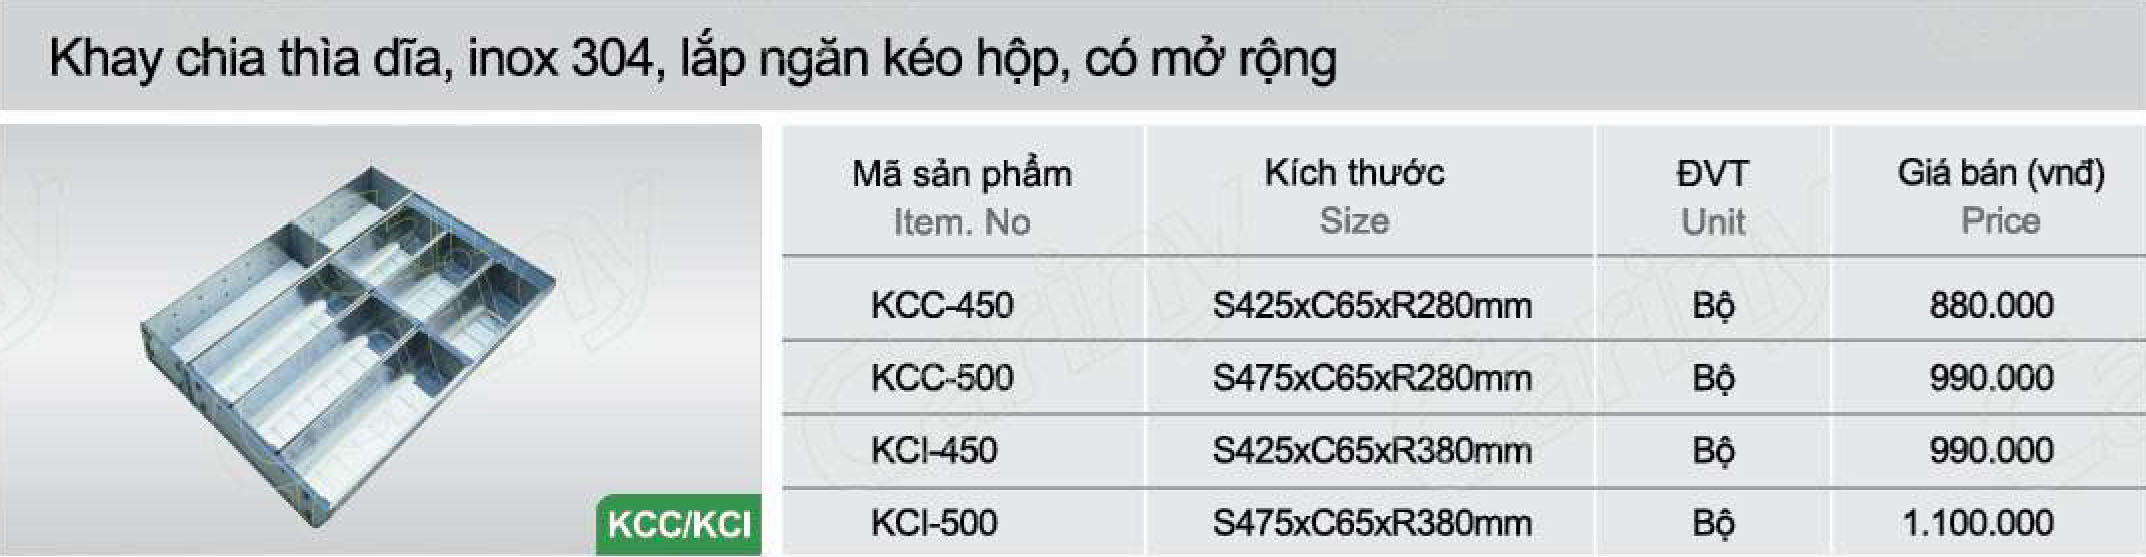 Khay chia thìa dĩa, inox 304, lắp ngăn kéo hộp, có mở rộng
Mã sản phẩm Kích thước ĐVT Giá bán (vnđ)
Item. No Size Unit Price
KCC-450 S425xC65xR280mm Bộ 880.000
KCC-500 S475xC65xR280mm Bộ 990.000
KCI-450 S425xC65xR380mm Bộ 990.000
KCI-500 S475xC65xR380mm Bộ 1.100.000
KCC/KCI